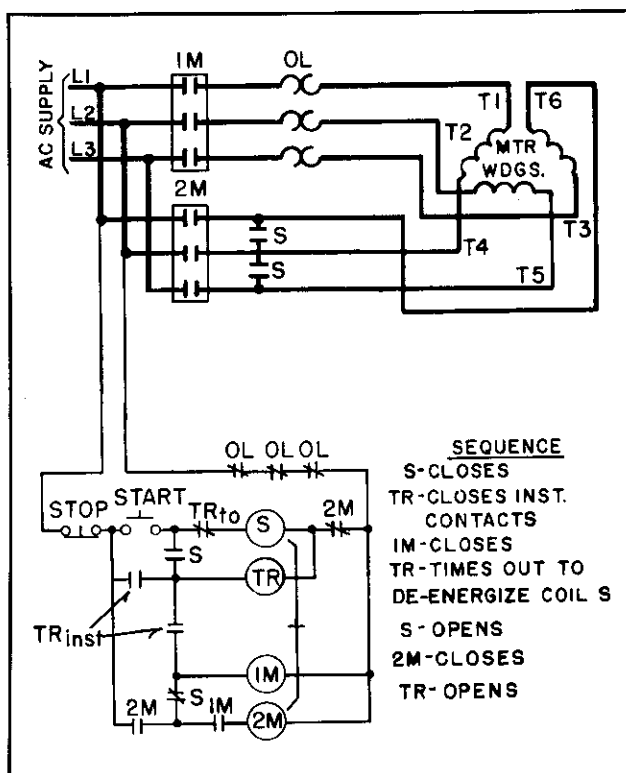 1M OL
AC SUPPLY
L1
L2
L3
T1 T6
T2
MTR
WDGS.
2M
S
T3
T4
S
T5
OL OL OL
SEQUENCE
S-CLOSES
TR-CLOSES INST.
CONTACTS
1M-CLOSES
TR-TIMES OUT TO
DE-ENERGIZE COIL S
S-OPENS
2M-CLOSES
TR-OPENS
STOP START TRto S 2M
S
TR
TRinst
1M
S
2M 1M 2M